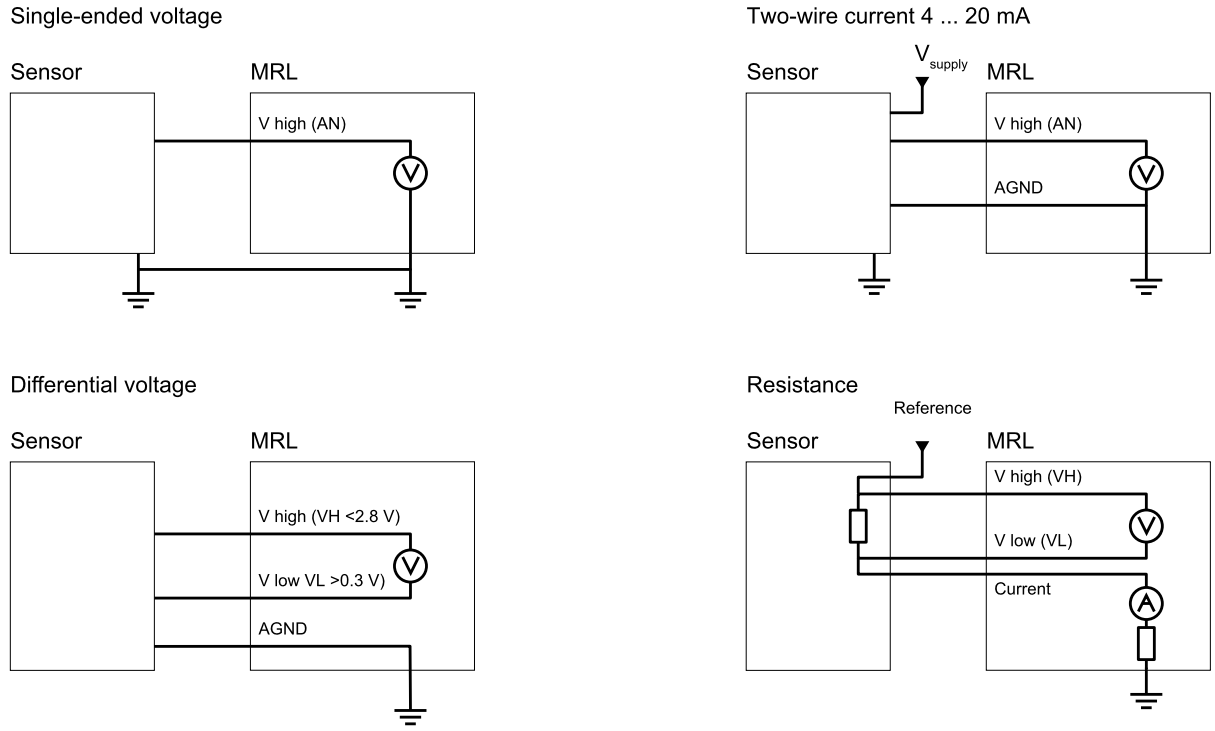 Single-ended voltage
Sensor
MRL
V high (AN)
V
Two-wire current 4 ... 20 mA
Vsupply
Sensor
MRL
V high (AN)
V
AGND
Differential voltage
Sensor
MRL
V high (VH <2.8 V)
V
V low VL >0.3 V)
AGND
Resistance
Reference
Sensor
MRL
V high (VH)
V
V low (VL)
Current
A